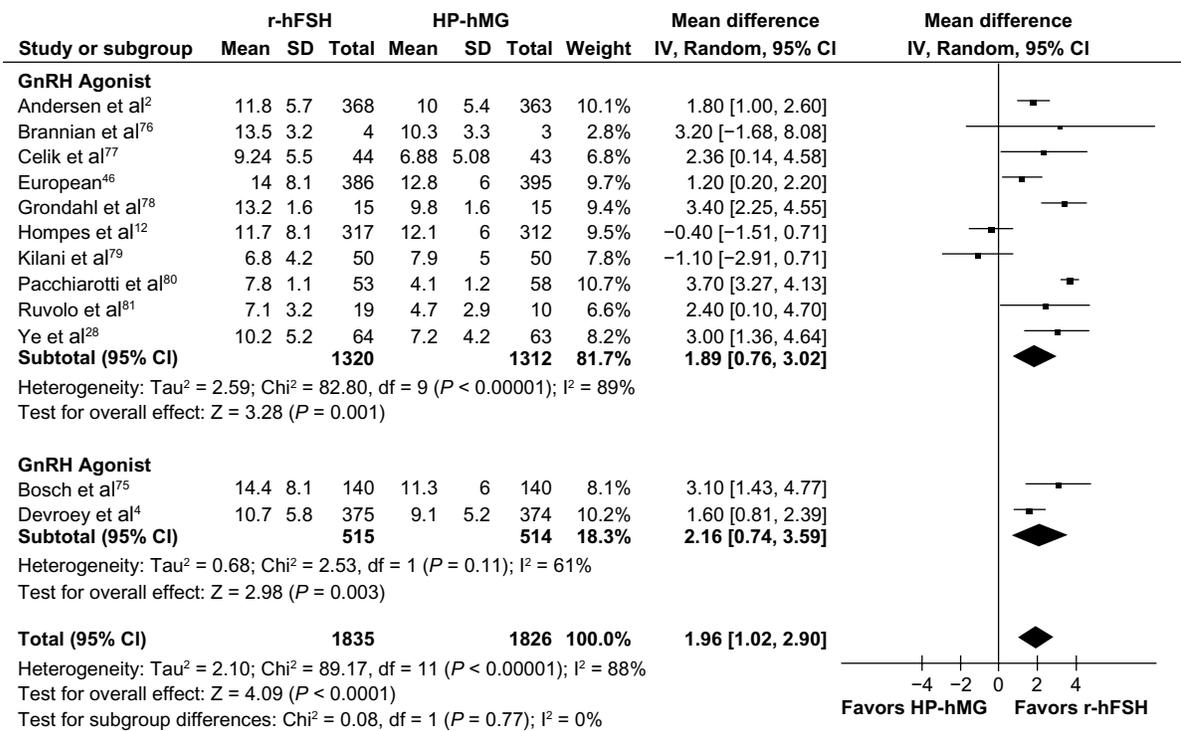 r-hFSH HP-hMG Mean difference Mean difference
Study or subgroup Mean SD Total Mean SD Total Weight IV, Random, 95% CI IV, Random, 95% CI
GnRH Agonist
Andersen et al² 11.8 5.7 368 10 5.4 363 10.1% 1.80 [1.00, 2.60]
Brannian et al⁷⁶ 13.5 3.2 4 10.3 3.3 3 2.8% 3.20 [−1.68, 8.08]
Celik et al⁷⁷ 9.24 5.5 44 6.88 5.08 43 6.8% 2.36 [0.14, 4.58]
European⁴⁶ 14 8.1 386 12.8 6 395 9.7% 1.20 [0.20, 2.20]
Grondahl et al⁷⁸ 13.2 1.6 15 9.8 1.6 15 9.4% 3.40 [2.25, 4.55]
Hompes et al¹² 11.7 8.1 317 12.1 6 312 9.5% −0.40 [−1.51, 0.71]
Kilani et al⁷⁹ 6.8 4.2 50 7.9 5 50 7.8% −1.10 [−2.91, 0.71]
Pacchiarotti et al⁸⁰ 7.8 1.1 53 4.1 1.2 58 10.7% 3.70 [3.27, 4.13]
Ruvolo et al⁸¹ 7.1 3.2 19 4.7 2.9 10 6.6% 2.40 [0.10, 4.70]
Ye et al²⁸ 10.2 5.2 64 7.2 4.2 63 8.2% 3.00 [1.36, 4.64]
Subtotal (95% CI) 1320 1312 81.7% 1.89 [0.76, 3.02]
Heterogeneity: Tau² = 2.59; Chi² = 82.80, df = 9 (P < 0.00001); I² = 89%
Test for overall effect: Z = 3.28 (P = 0.001)
GnRH Agonist
Bosch et al⁷⁵ 14.4 8.1 140 11.3 6 140 8.1% 3.10 [1.43, 4.77]
Devroey et al⁴ 10.7 5.8 375 9.1 5.2 374 10.2% 1.60 [0.81, 2.39]
Subtotal (95% CI) 515 514 18.3% 2.16 [0.74, 3.59]
Heterogeneity: Tau² = 0.68; Chi² = 2.53, df = 1 (P = 0.11); I² = 61%
Test for overall effect: Z = 2.98 (P = 0.003)
Total (95% CI) 1835 1826 100.0% 1.96 [1.02, 2.90]
Heterogeneity: Tau² = 2.10; Chi² = 89.17, df = 11 (P < 0.00001); I² = 88%
Test for overall effect: Z = 4.09 (P < 0.0001)
Test for subgroup differences: Chi² = 0.08, df = 1 (P = 0.77); I² = 0%
−4 −2 0 2 4
Favors HP-hMG Favors r-hFSH